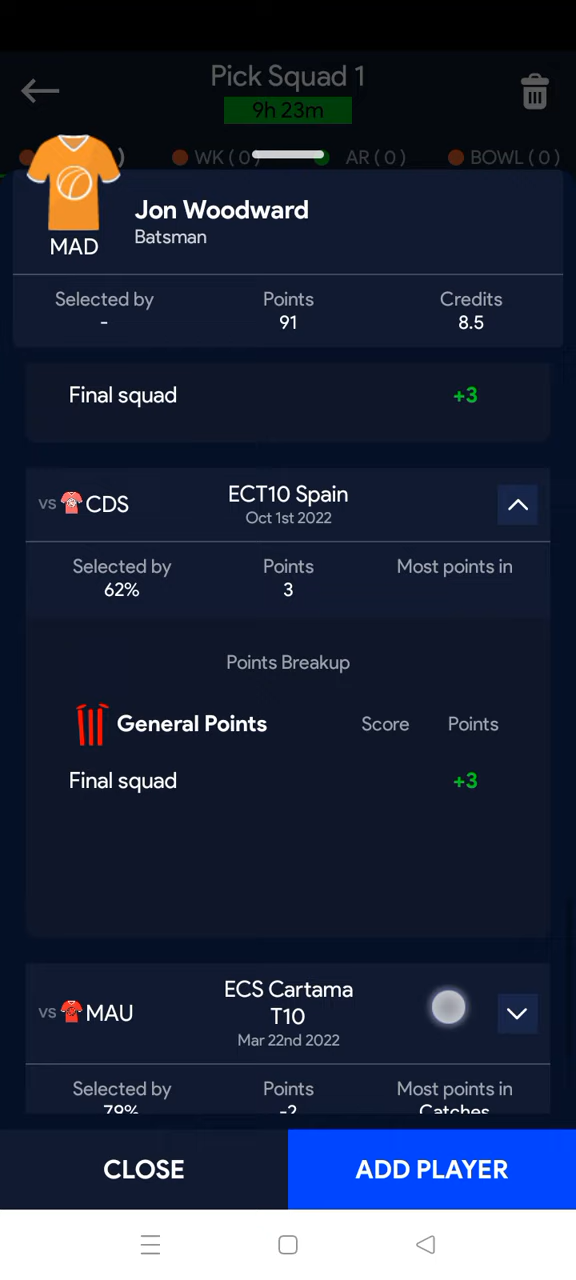 Pick Squad 1
9h 23m
WK ( 0 AR ( 0 ) BOWL ( 0 )
Jon Woodward
Batsman
MAD
Selected by Points Credits
- 91 8.5
Final squad +3
vs CDS ECT10 Spain
Oct 1st 2022
Selected by Points Most points in
62% 3
Points Breakup
General Points Score Points
Final squad +3
vs MAU ECS Cartama
T10
Mar 22nd 2022
Selected by Points Most points in
79% -2 Catches
CLOSE ADD PLAYER